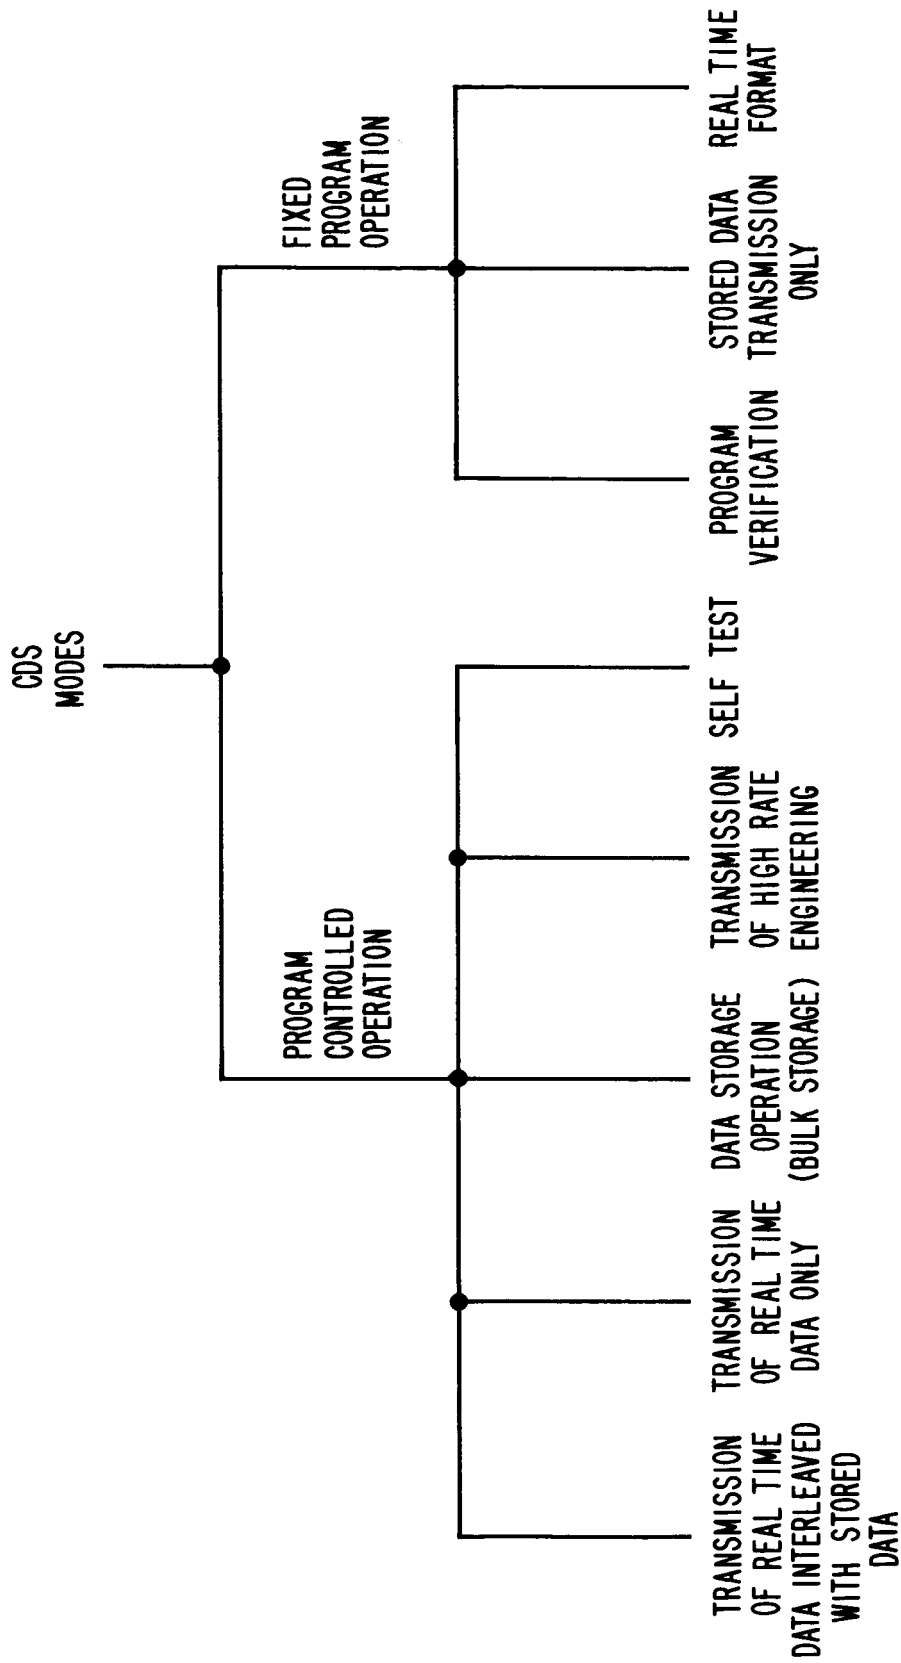 CDS
MODES
PROGRAM
CONTROLLED
OPERATION
FIXED
PROGRAM
OPERATION
TRANSMISSION
OF REAL TIME
DATA INTERLEAVED
WITH STORED
DATA
TRANSMISSION
OF REAL TIME
DATA ONLY
DATA STORAGE
OPERATION
(BULK STORAGE)
TRANSMISSION
OF HIGH RATE
ENGINEERING
SELF TEST
PROGRAM
VERIFICATION
STORED DATA
TRANSMISSION
ONLY
REAL TIME
FORMAT